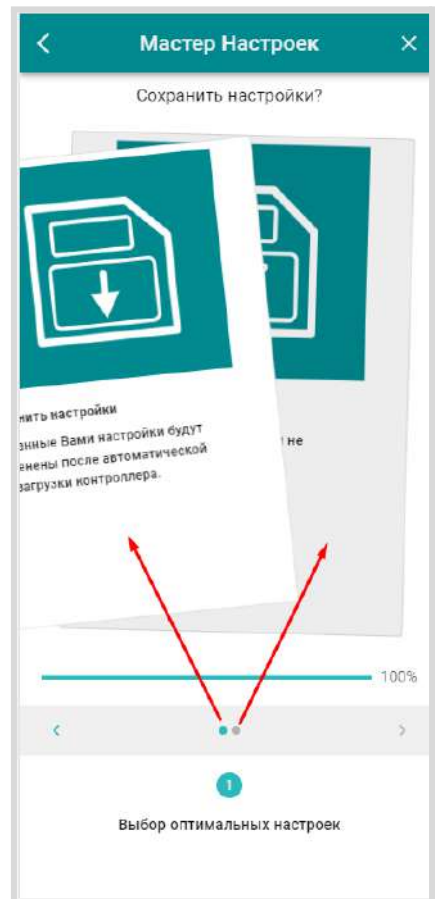 Мастер Настроек
Сохранить настройки?
нить настройки
нные Вами настройки будут
енены после автоматической
загрузки контроллера.
не
100%
1
Выбор оптимальных настроек